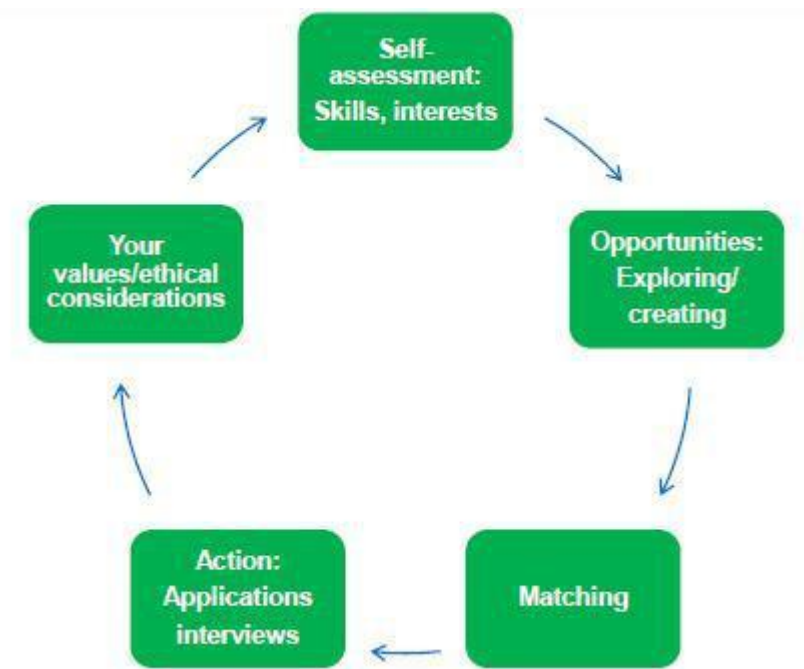 Self-
assessment:
Skills, interests
Opportunities:
Exploring/
creating
Matching
Action:
Applications
interviews
Your
values/ethical
considerations